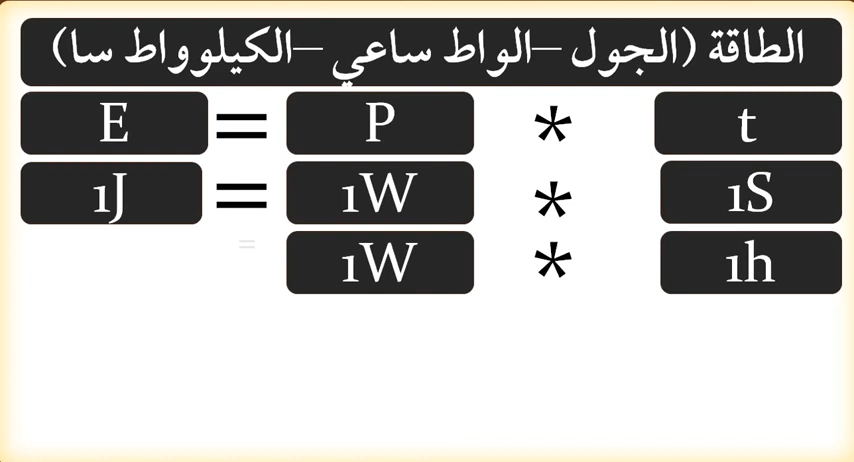 الطاقة (الجول –الواط ساعي –الكيلوواط سا)
E = P * t
1J = 1W * 1S
= 1W * 1h